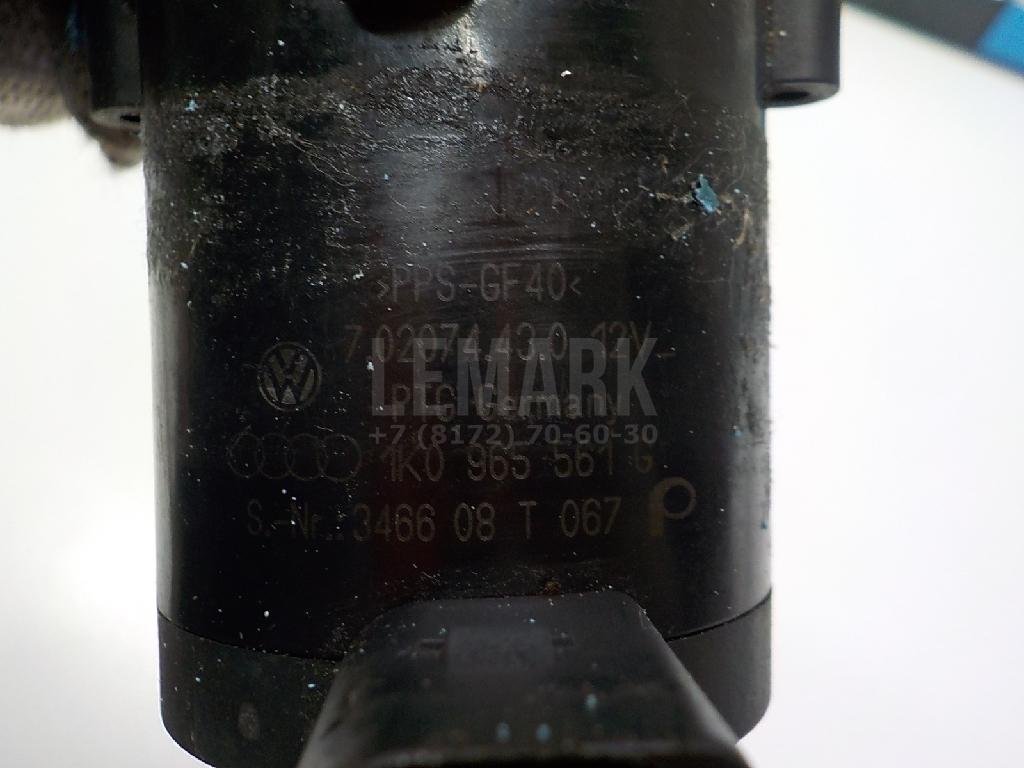 >PPS-GF40<
7.02074.43.0 12V
LEMARK
Germany
+7 (8172) 70-60-30
1K0 965 561 G
S.-Nr.: 3466 08 T 067